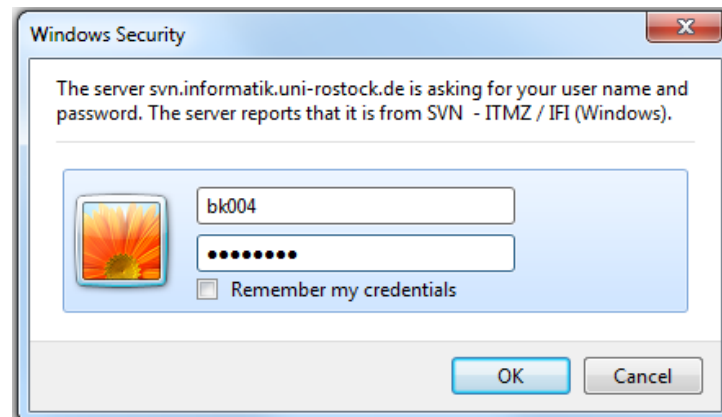 Windows Security
The server svn.informatik.uni-rostock.de is asking for your user name and
password. The server reports that it is from SVN  - ITMZ / IFI (Windows).
bk004
●●●●●●●●
Remember my credentials
OK
Cancel